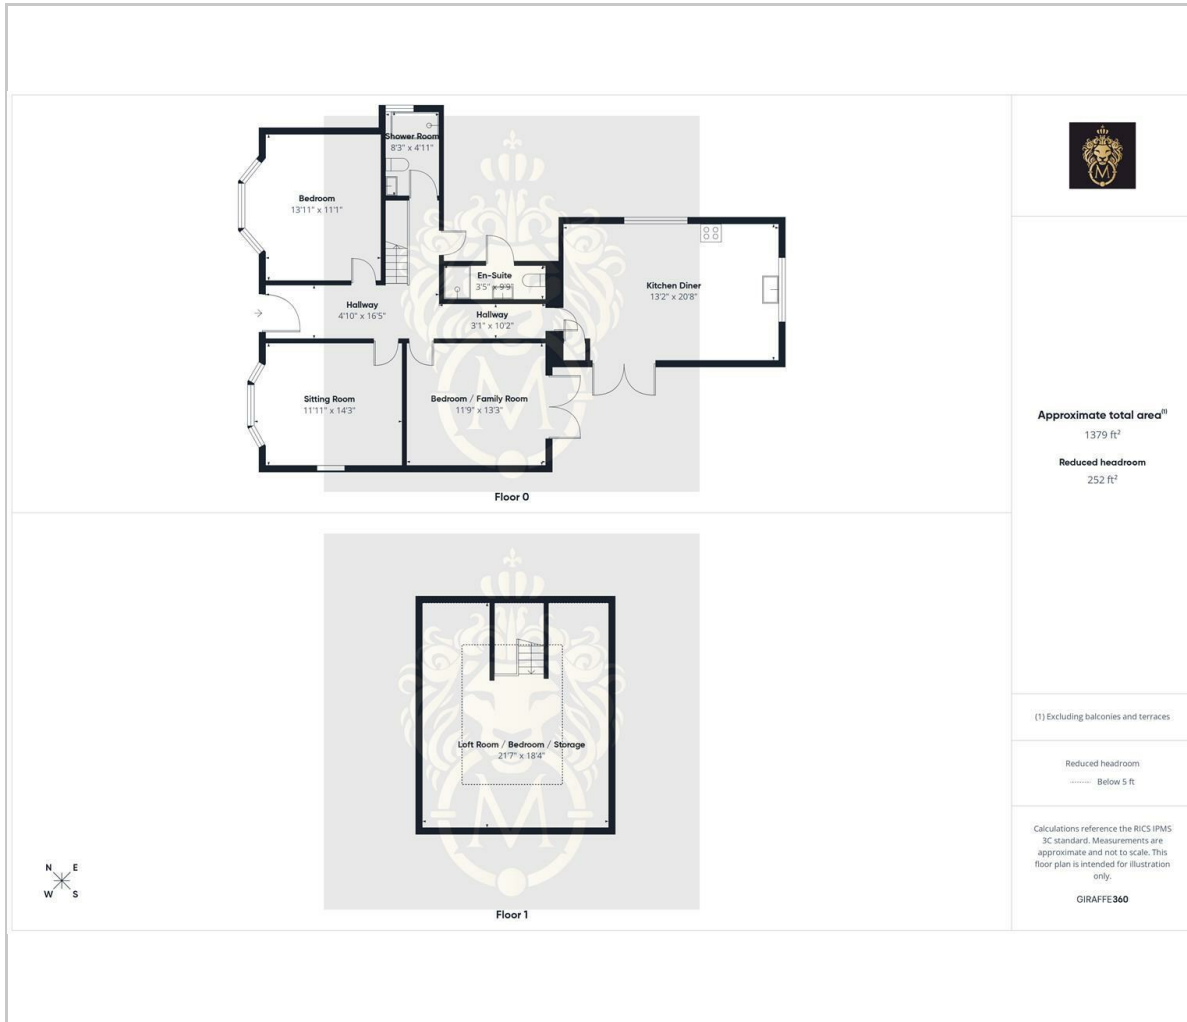 Shower Room
8'3" x 4'11"
Bedroom
13'11" x 11'1"
Kitchen Diner
13'2" x 20'8"
En-Suite
3'5" x 9'9"
Hallway
4'10" x 16'5"
Hallway
3'1" x 10'2"
Sitting Room
11'11" x 14'3"
Bedroom / Family Room
11'9" x 13'3"
M
Floor 0
Loft Room / Bedroom / Storage
21'7" x 18'4"
M
Floor 1
N E
W S
M
Approximate total area(1)
1379 ft²
Reduced headroom
252 ft²
(1) Excluding balconies and terraces
Reduced headroom
Below 5 ft
Calculations reference the RICS IPMS
3C standard. Measurements are
approximate and not to scale. This
floor plan is intended for illustration
only.
GIRAFFE360